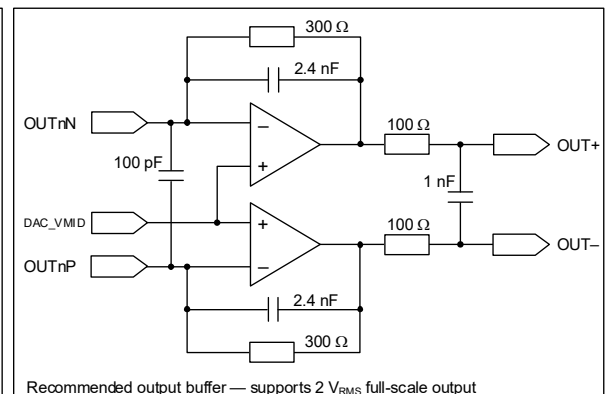 300 Ω
2.4 nF
OUTnN
100 Ω
OUT+
100 pF
1 nF
DAC_VMID
100 Ω
OUTnP
OUT–
2.4 nF
300 Ω
Recommended output buffer — supports 2 VRMS full-scale output